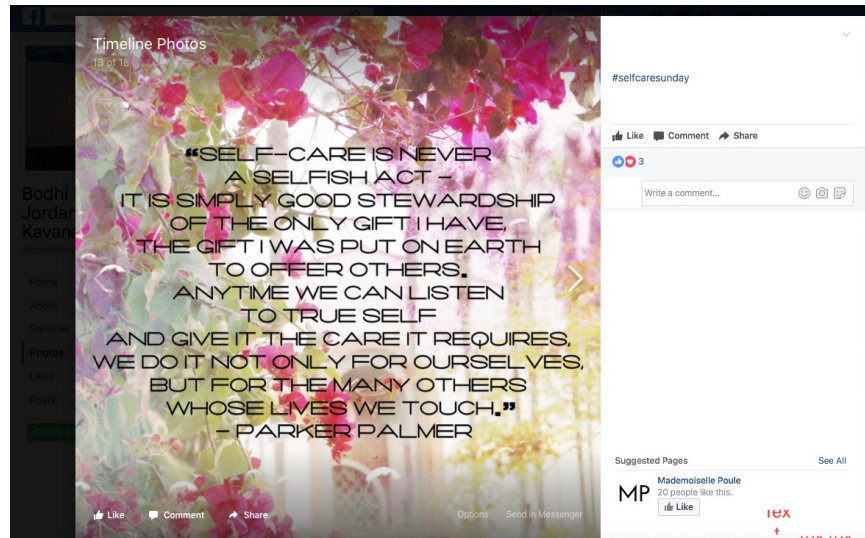 Timeline Photos
13 of 18
#selfcaresunday
Like Comment Share
3
Write a comment...
“SELF-CARE IS NEVER
A SELFISH ACT –
IT IS SIMPLY GOOD STEWARDSHIP
OF THE ONLY GIFT I HAVE,
THE GIFT I WAS PUT ON EARTH
TO OFFER OTHERS.
ANYTIME WE CAN LISTEN
TO TRUE SELF
AND GIVE IT THE CARE IT REQUIRES,
WE DO IT NOT ONLY FOR OURSELVES,
BUT FOR THE MANY OTHERS
WHOSE LIVES WE TOUCH.”
– PARKER PALMER
Bodhi
Jordan
Home
About
Services
Photos
Likes
Posts
Like Comment Share
Options Send in Messenger
Suggested Pages See All
MP
Mademoiselle Poule
20 people like this.
Like